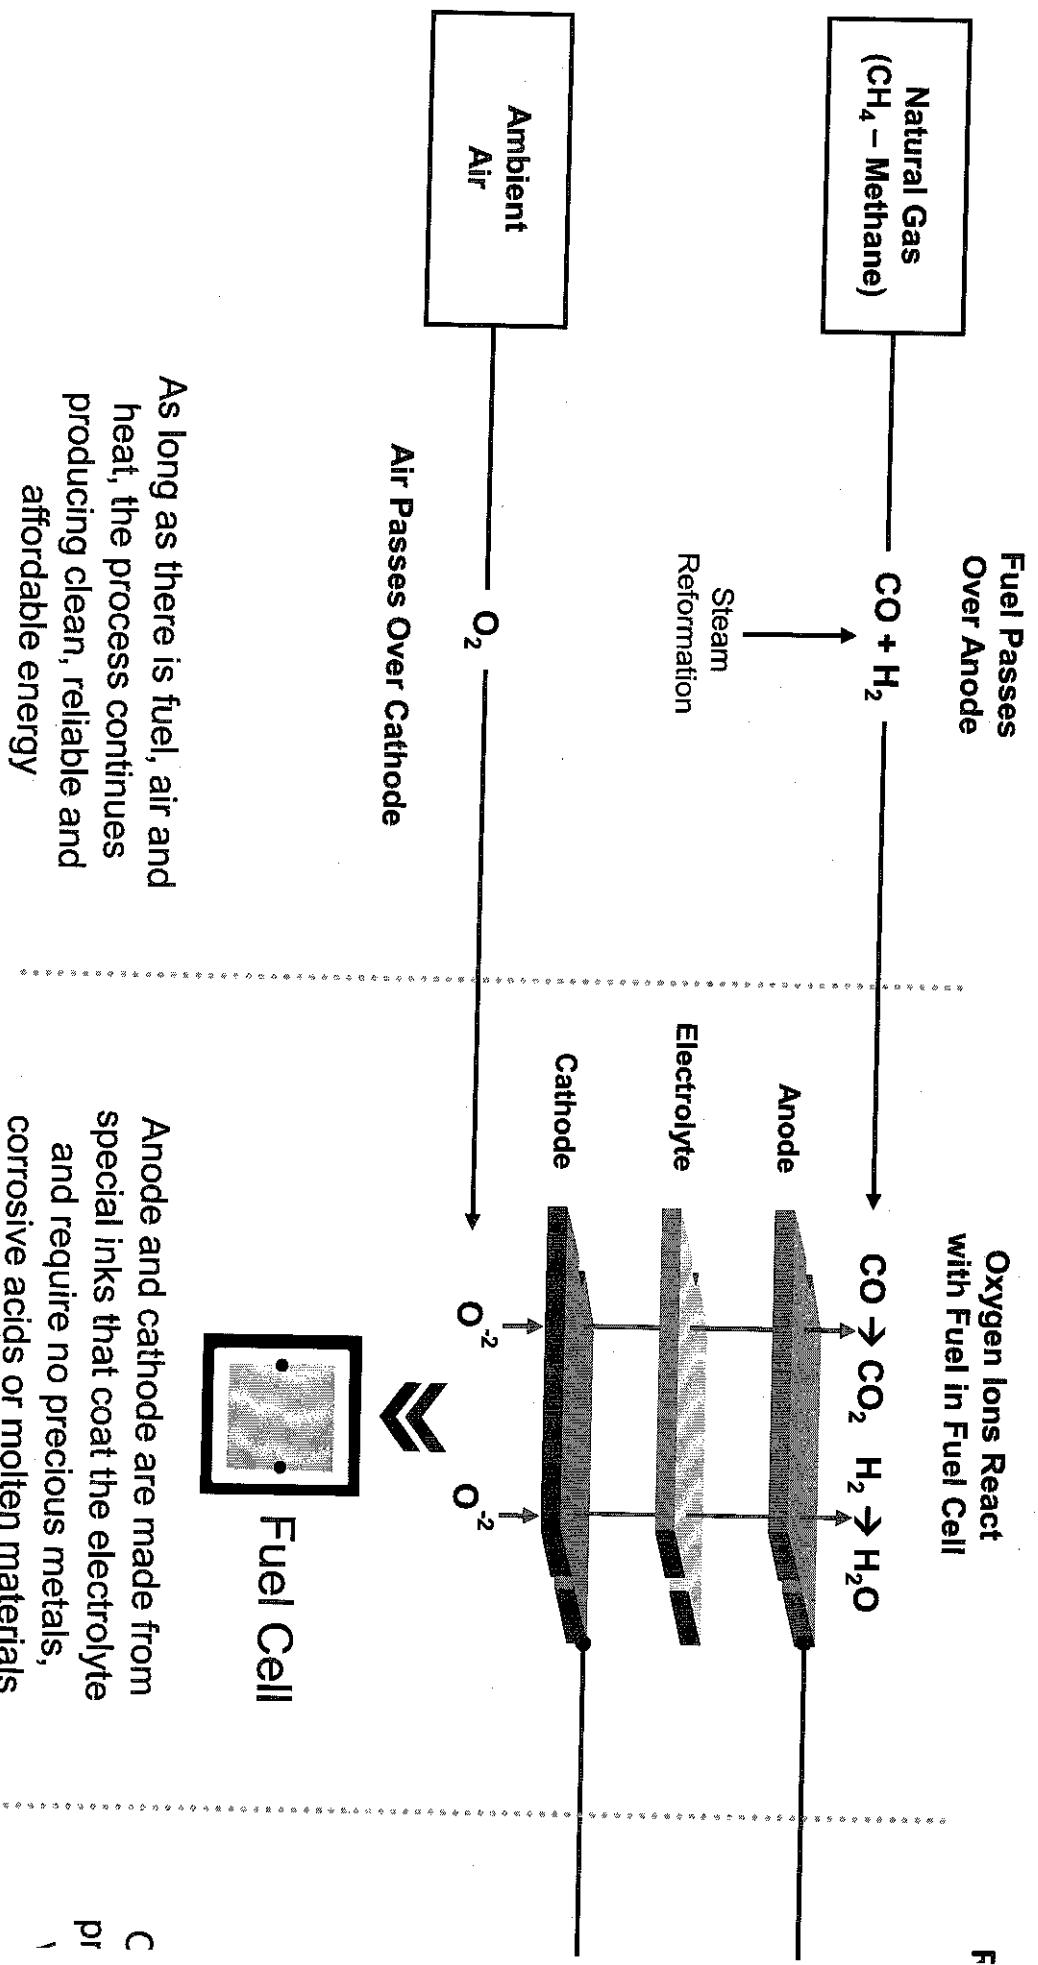 Fuel Passes
Over Anode
Natural Gas
(CH₄ – Methane)
CO + H₂
Steam
Reformation
Ambient
Air
O₂
Air Passes Over Cathode
As long as there is fuel, air and
heat, the process continues
producing clean, reliable and
affordable energy
Oxygen Ions React
with Fuel in Fuel Cell
CO → CO₂ H₂ → H₂O
Anode
Electrolyte
Cathode
O⁻² O⁻²
Fuel Cell
Anode and cathode are made from
special inks that coat the electrolyte
and require no precious metals,
corrosive acids or molten materials
F
C
pr